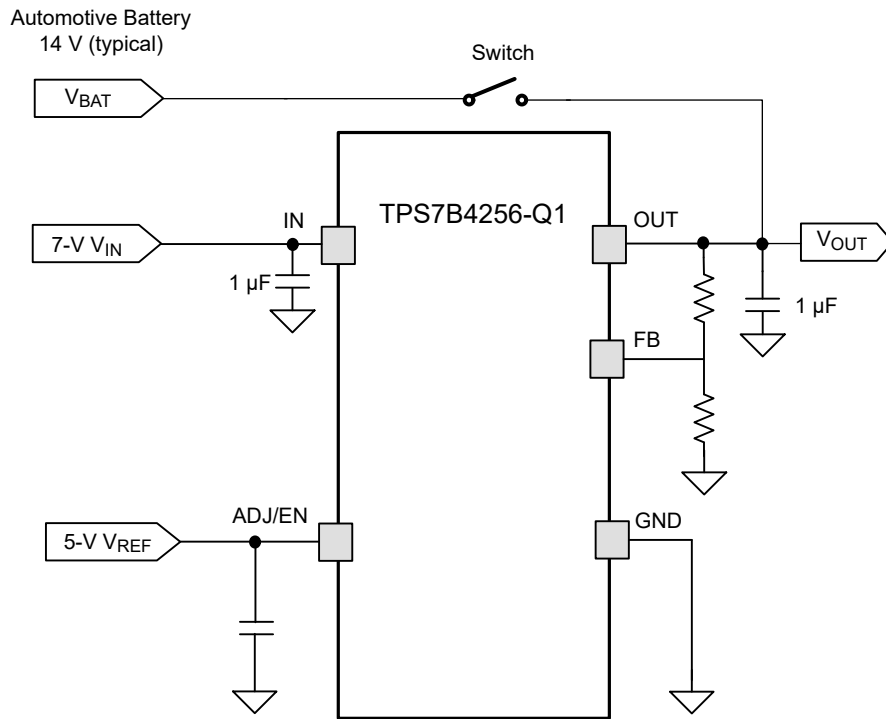 Automotive Battery
14 V (typical)
Switch
VBAT
TPS7B4256-Q1
IN
OUT
7-V VIN
VOUT
1 µF
1 µF
FB
ADJ/EN
GND
5-V VREF